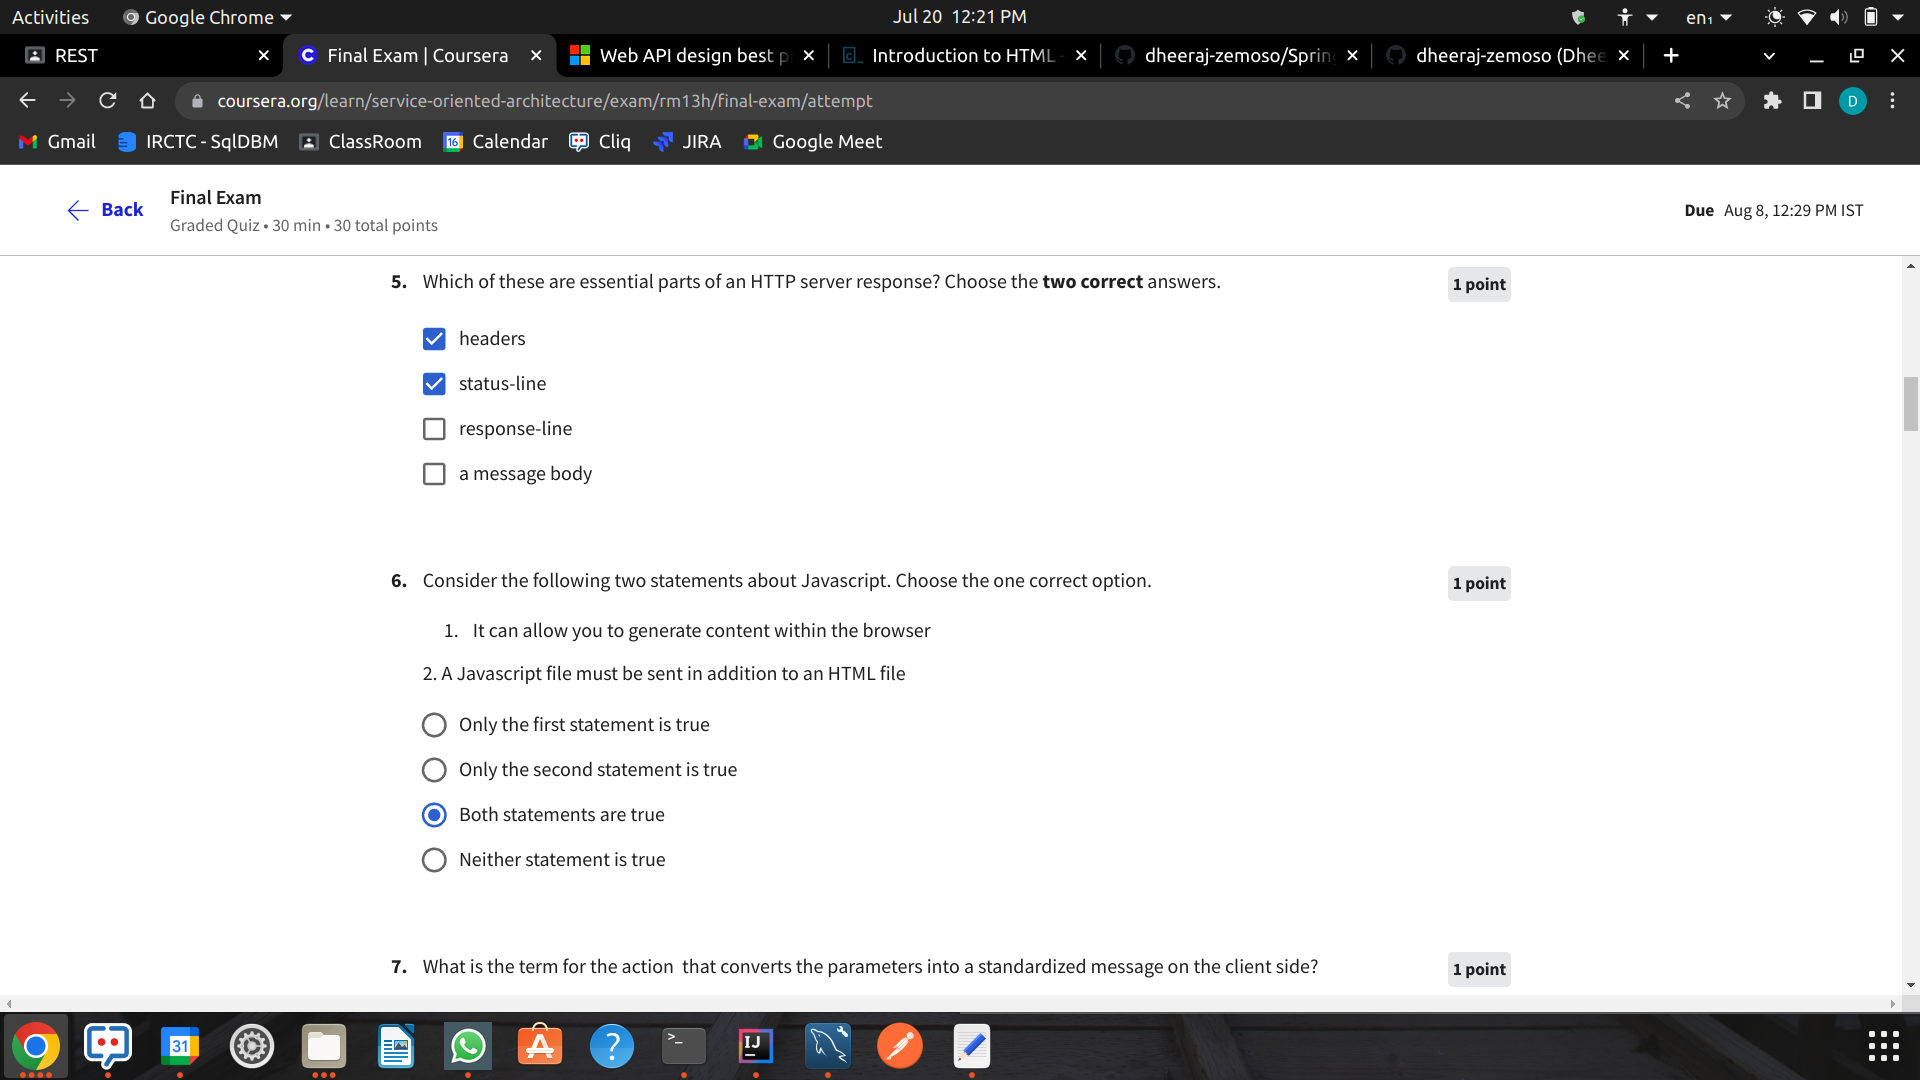 Activities
Google Chrome
Jul 20 12:21 PM
en₁
REST
Final Exam | Coursera
Web API design best p
Introduction to HTML
dheeraj-zemoso/Spring
dheeraj-zemoso (Dhee
coursera.org/learn/service-oriented-architecture/exam/rm13h/final-exam/attempt
D
Gmail
IRCTC - SqlDBM
ClassRoom
16
Calendar
Cliq
JIRA
Google Meet
Back
Final Exam
Graded Quiz • 30 min • 30 total points
Due Aug 8, 12:29 PM IST
5. Which of these are essential parts of an HTTP server response? Choose the two correct answers.
1 point
headers
status-line
response-line
a message body
6. Consider the following two statements about Javascript. Choose the one correct option.
1 point
1. It can allow you to generate content within the browser
2. A Javascript file must be sent in addition to an HTML file
Only the first statement is true
Only the second statement is true
Both statements are true
Neither statement is true
7. What is the term for the action that converts the parameters into a standardized message on the client side?
1 point
31
?
>_
IJ